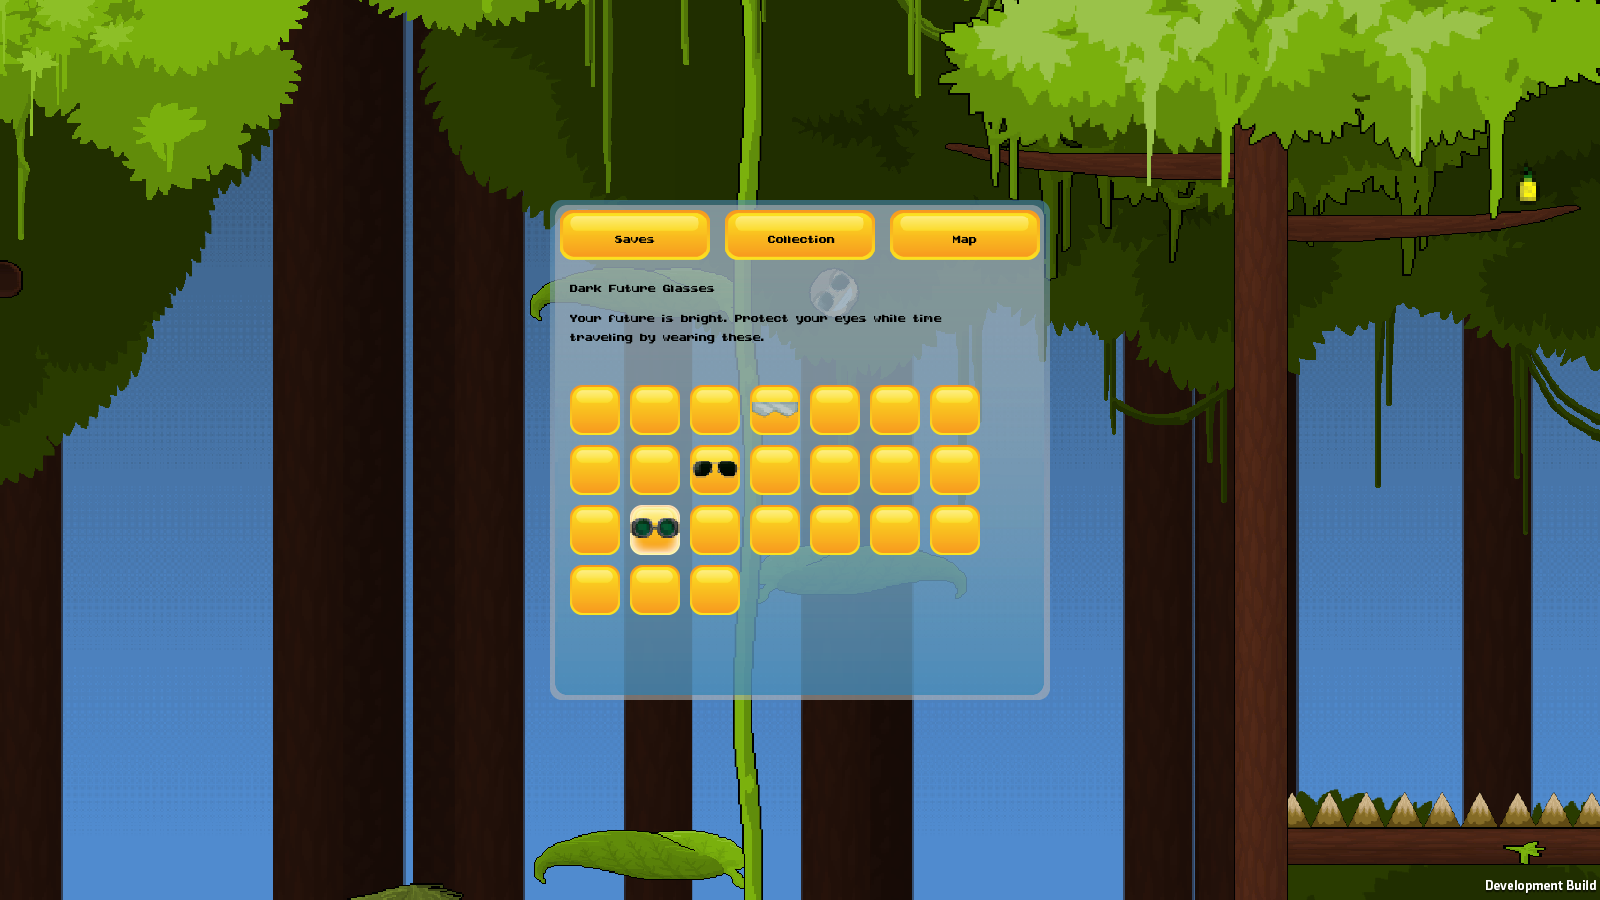 Saves
Collection
Map
Dark Future Glasses
Your future is bright. Protect your eyes while time
traveling by wearing these.
Development Build